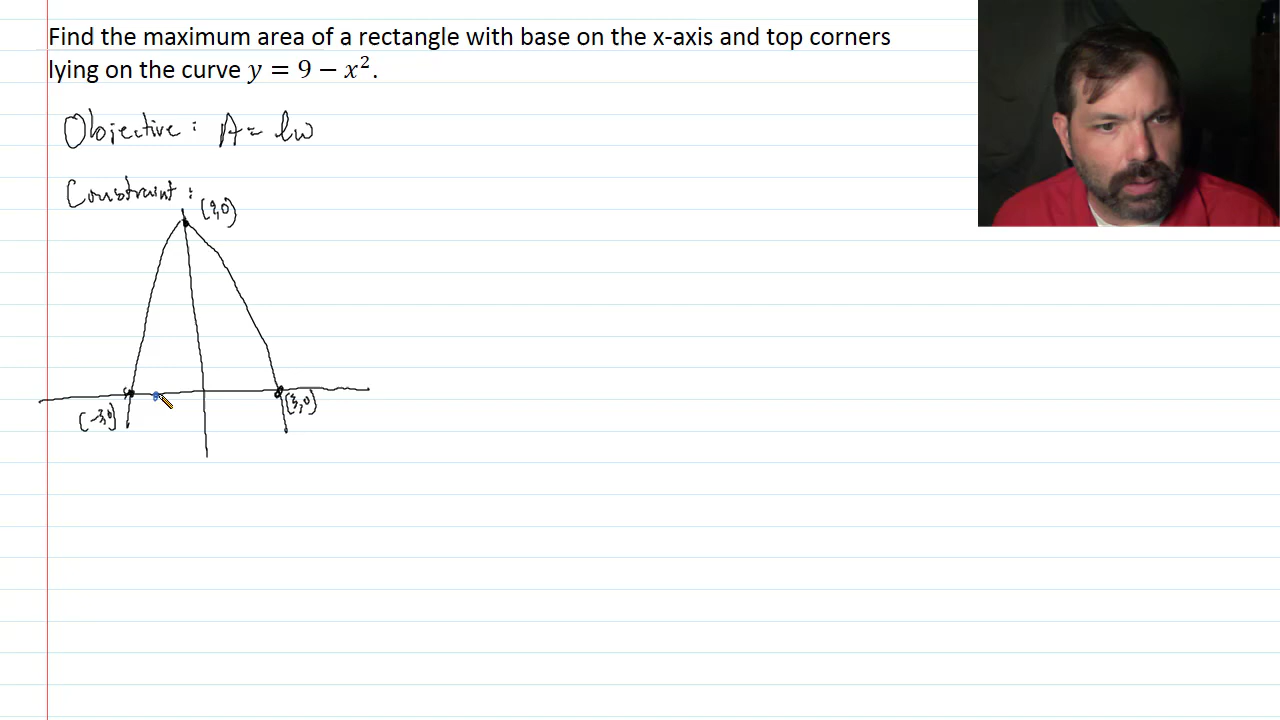 Find the maximum area of a rectangle with base on the x-axis and top corners
lying on the curve y = 9 − x².
Objective: A = lw
Constraint:
(9,0)
(-3,0)
(3,0)